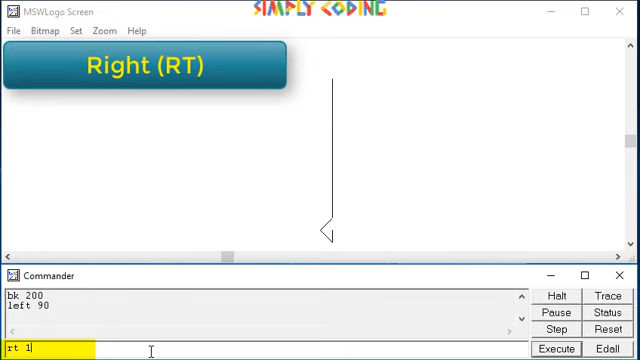 SIMPLY CODING
MSWLogo Screen
File Bitmap Set Zoom Help
Right (RT)
Commander
bk 200
left 90
Halt Trace
Pause Status
Step Reset
rt 1
Execute Edall